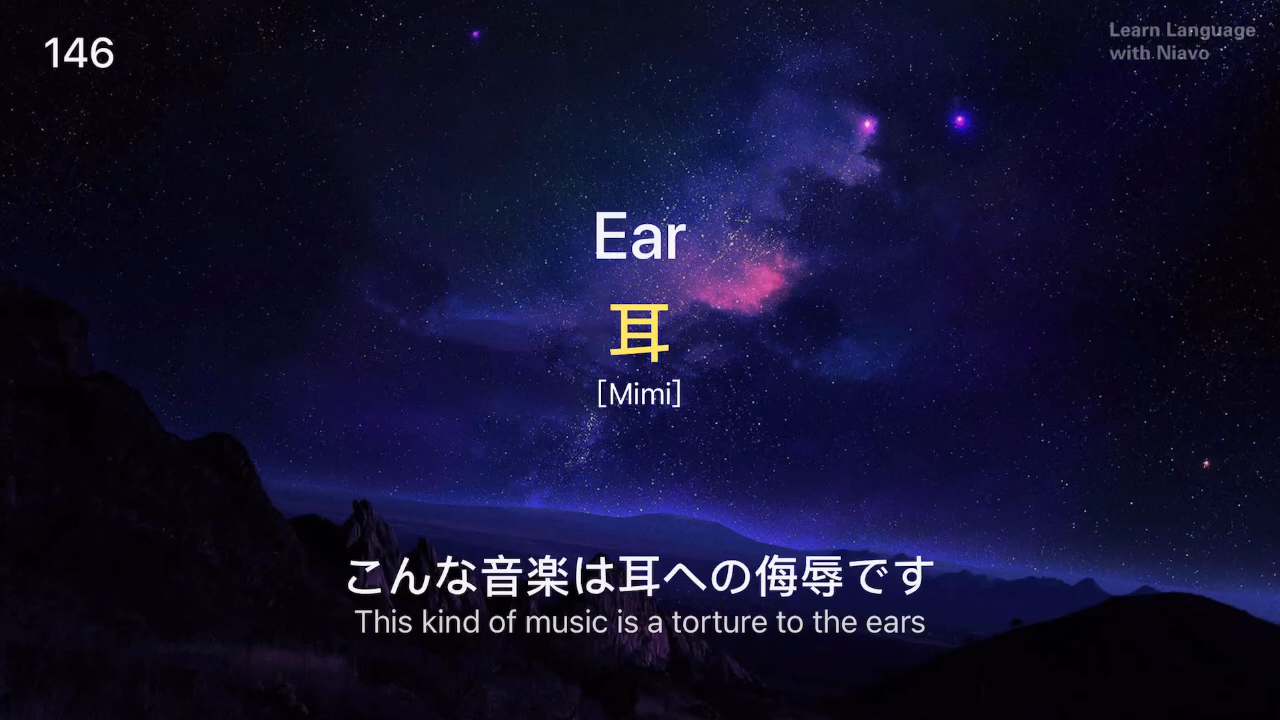 146
Learn Language
with Niavo
Ear
耳
[Mimi]
こんな音楽は耳への侮辱です
This kind of music is a torture to the ears